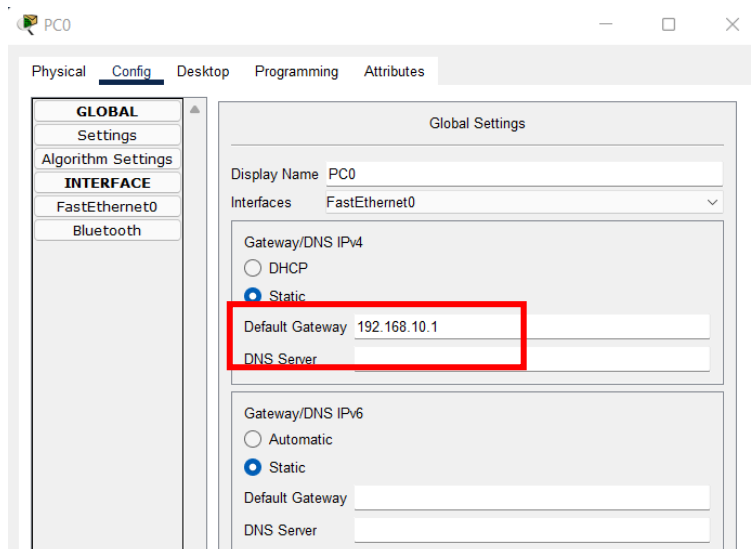 PC0
Physical Config Desktop Programming Attributes
GLOBAL
Settings
Algorithm Settings
INTERFACE
FastEthernet0
Bluetooth
Global Settings
Display Name PC0
Interfaces FastEthernet0
Gateway/DNS IPv4
DHCP
Static
Default Gateway 192.168.10.1
DNS Server
Gateway/DNS IPv6
Automatic
Static
Default Gateway
DNS Server